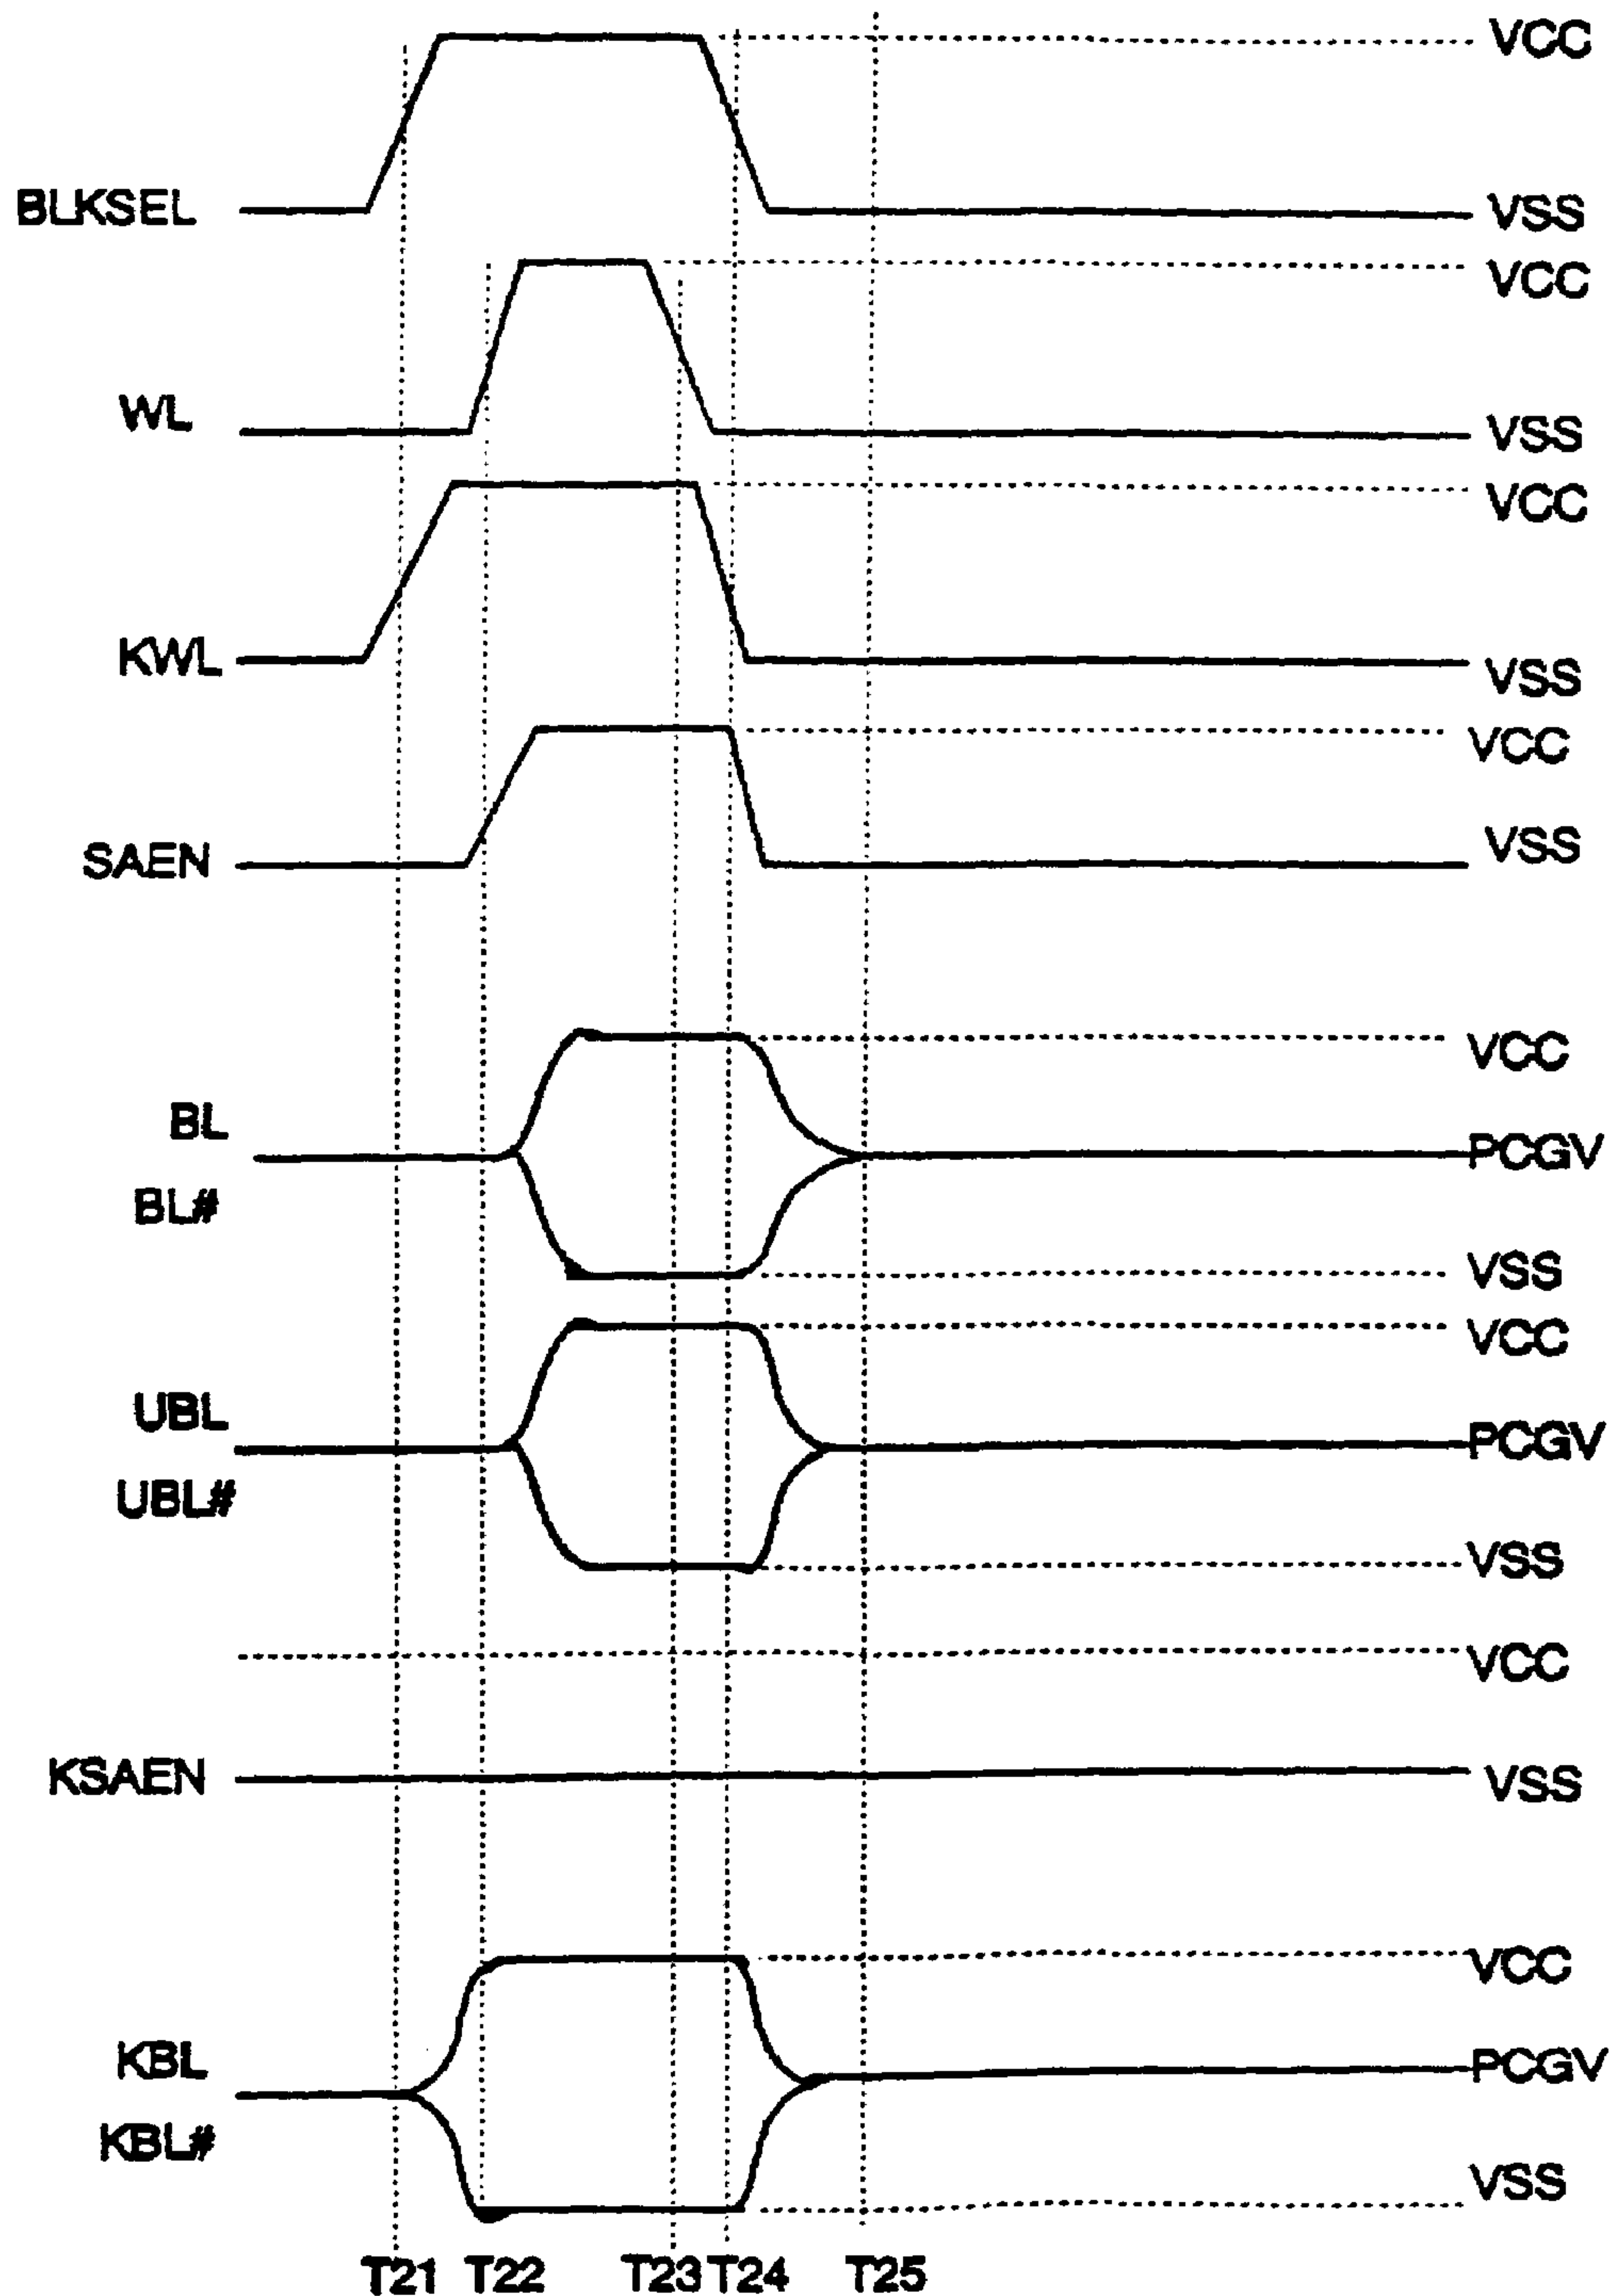 VCC
BLKSEL
VSS
VCC
WL
VSS
VCC
KWL
VSS
VCC
SAEN
VSS
VCC
BL
PCGV
BL#
VSS
VCC
UBL
PCGV
UBL#
VSS
VCC
KSAEN
VSS
VCC
KBL
PCGV
KBL#
VSS
T21 T22 T23 T24 T25